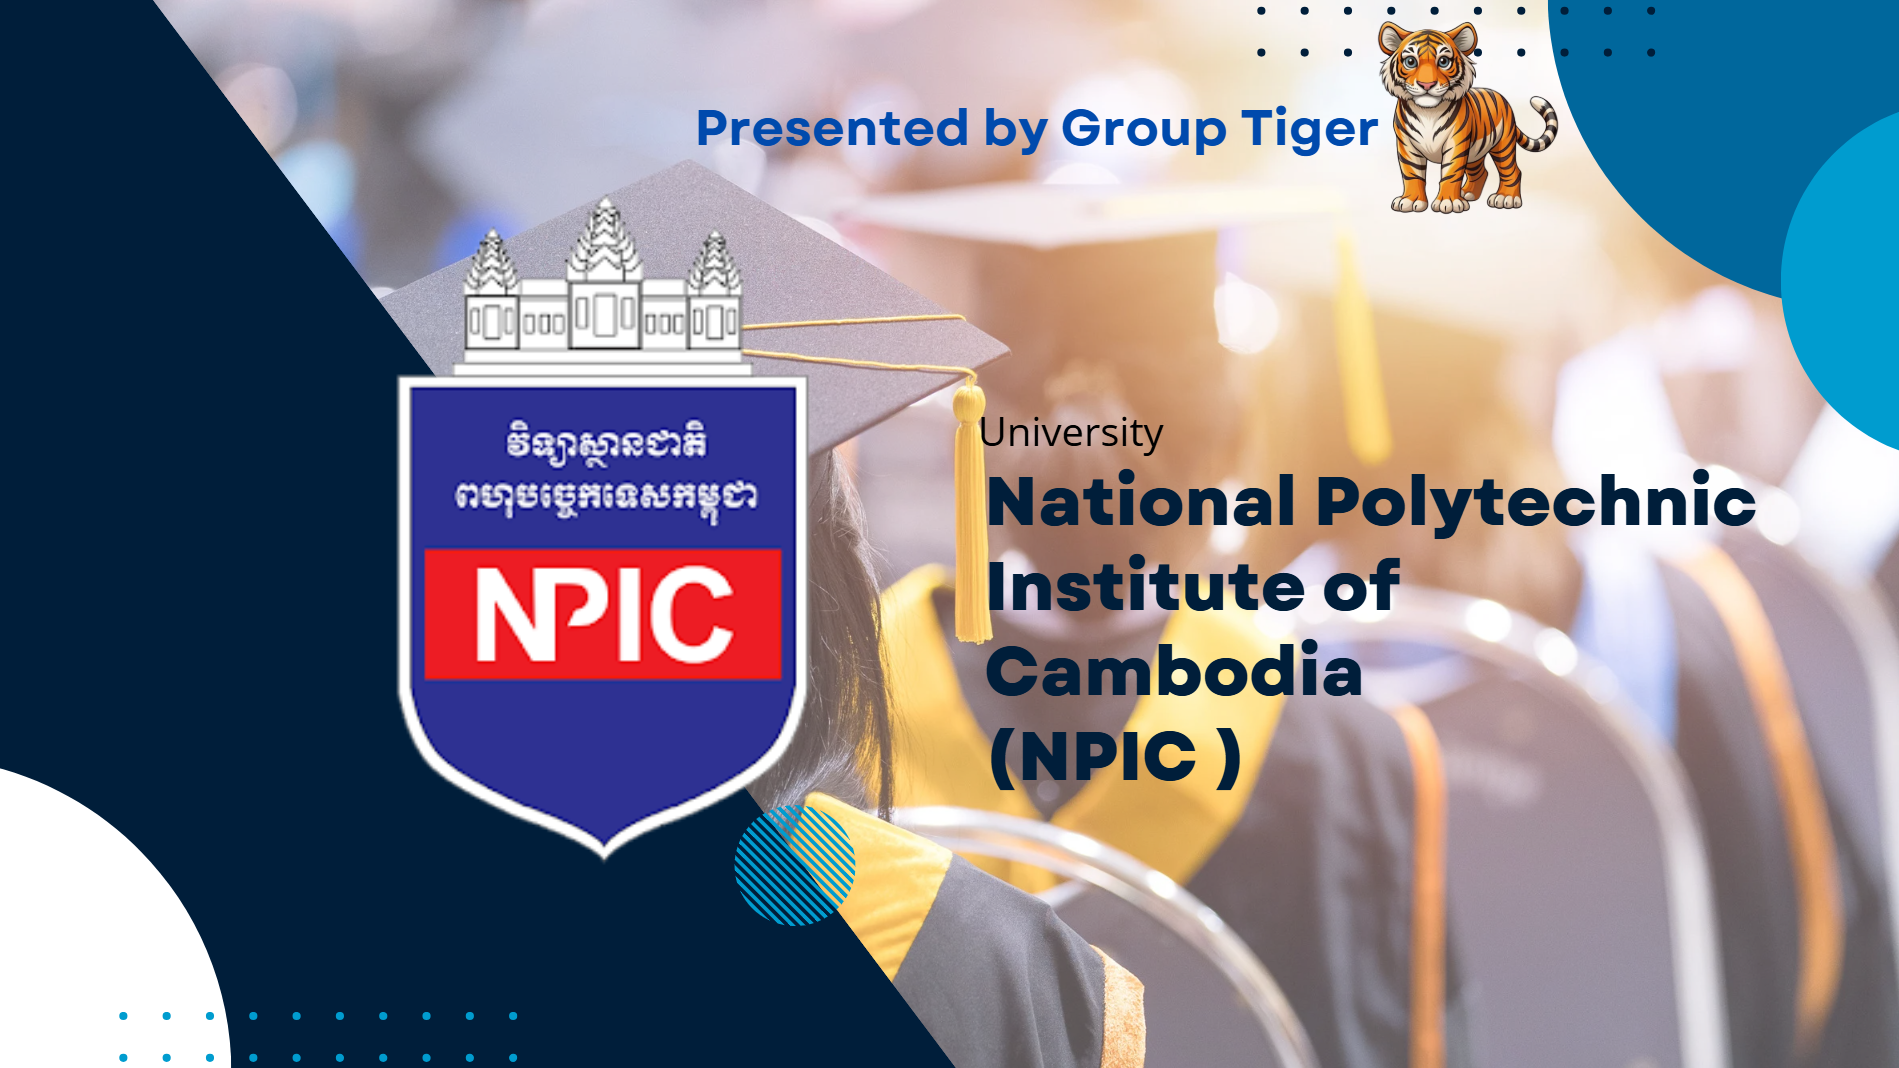 Presented by Group Tiger
វិទ្យាស្ថានជាតិ
ពហុបច្ចេកទេសកម្ពុជា
NPIC
University
National Polytechnic
Institute of
Cambodia
(NPIC )